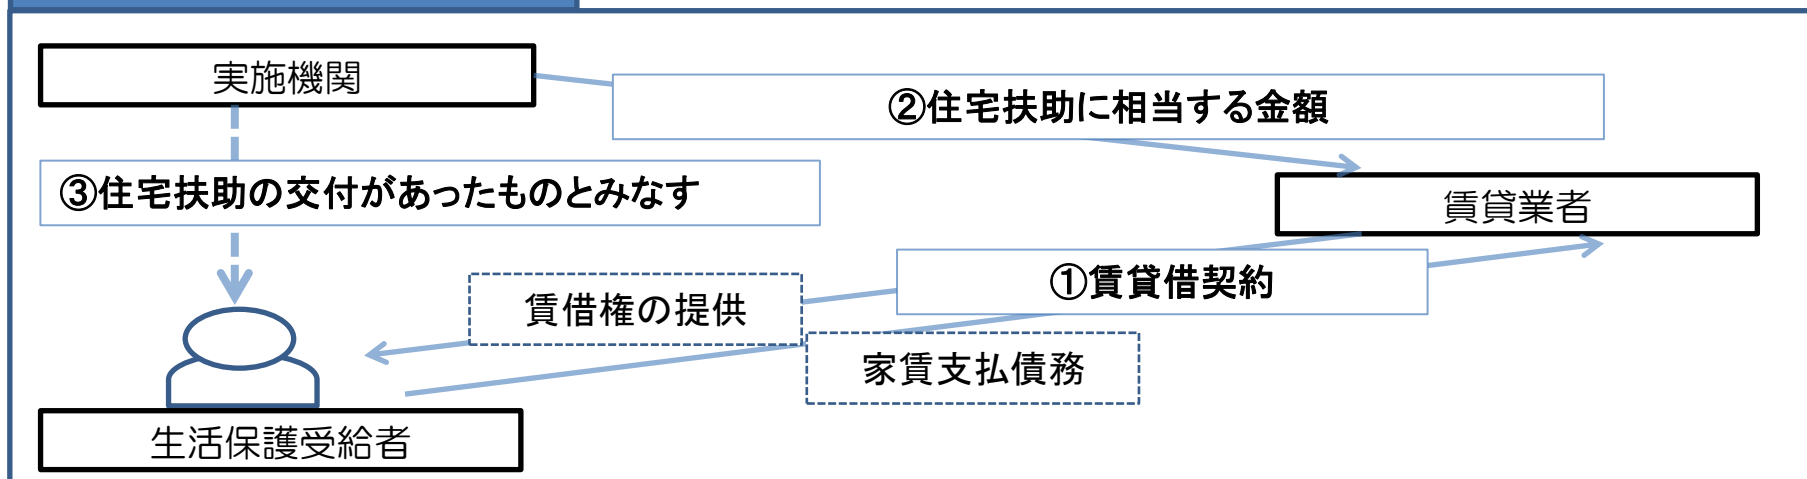 実施機関
②住宅扶助に相当する金額
③住宅扶助の交付があったものとみなす
賃貸業者
①賃貸借契約
賃借権の提供
家賃支払債務
生活保護受給者